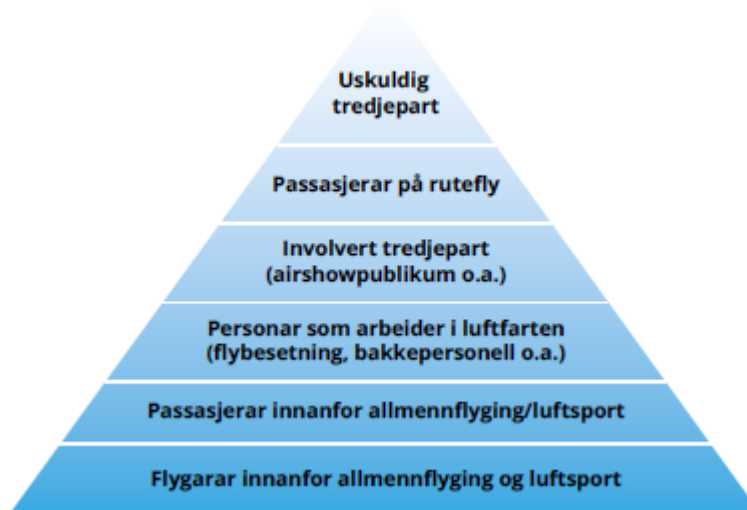 Uskuldig
tredjepart
Passasjerar på rutefly
Involvert tredjepart
(airshowpublikum o.a.)
Personar som arbeider i luftfarten
(flybesetning, bakkepersonell o.a.)
Passasjerar innanfor allmennflyging/luftsport
Flygarar innanfor allmennflyging og luftsport